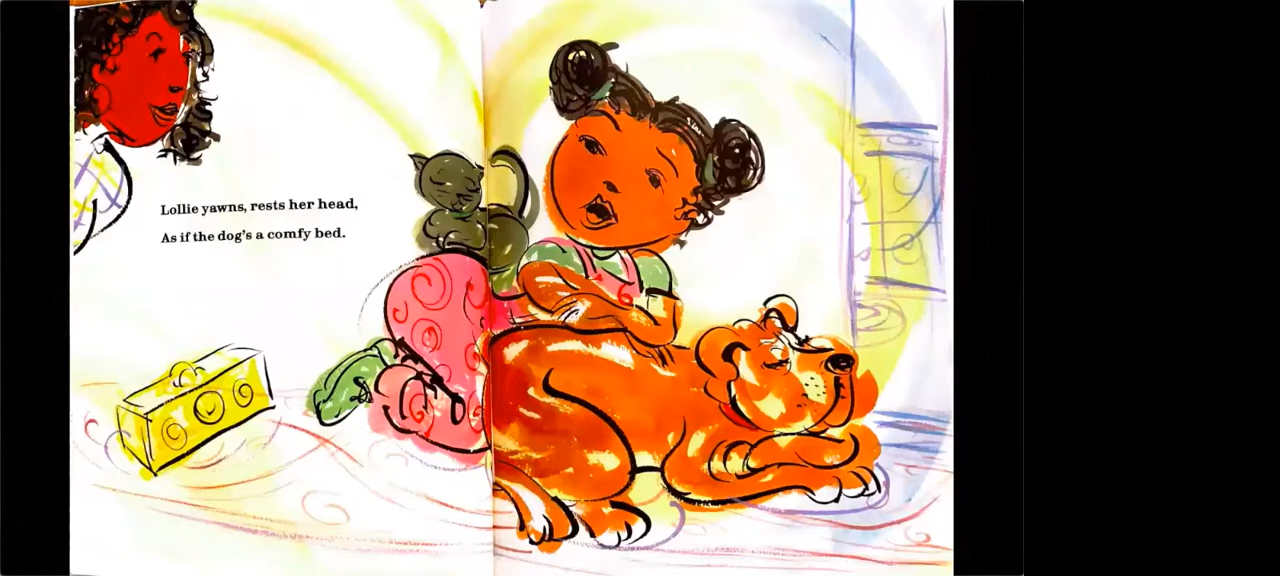 Lollie yawns, rests her head,
As if the dog's a comfy bed.